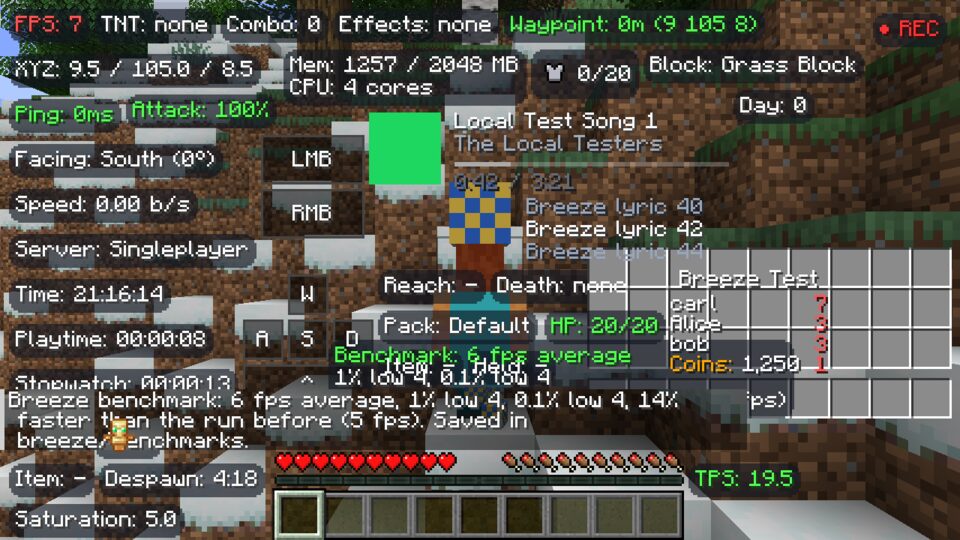 FPS: 7 TNT: none Combo: 0 Effects: none Waypoint: 0m (9 105 8) REC
XYZ: 9.5 / 105.0 / 8.5
Mem: 1257 / 2048 MB
CPU: 4 cores
0/20
Block: Grass Block
Ping: 0ms
Attack: 100%
Day: 0
Local Test Song 1
The Local Testers
0:42 / 3:21
Facing: South (0°)
LMB
Speed: 0.00 b/s
RMB
Breeze lyric 40
Breeze lyric 42
Breeze lyric 44
Server: Singleplayer
Time: 21:16:14
W
Reach: - Death: none
Breeze Test
carl 7
Alice 3
bob 3
Coins: 1,250 1
Playtime: 00:00:08
A S D
Pack: Default HP: 20/20
Benchmark: 6 fps average
Item: - Held
1% low 4, 0.1% low 4
Stopwatch: 00:00:13
Breeze benchmark: 6 fps average, 1% low 4, 0.1% low 4, 14%
faster than the run before (5 fps). Saved in
breeze/benchmarks.
fps)
Item: - Despawn: 4:18
TPS: 19.5
Saturation: 5.0